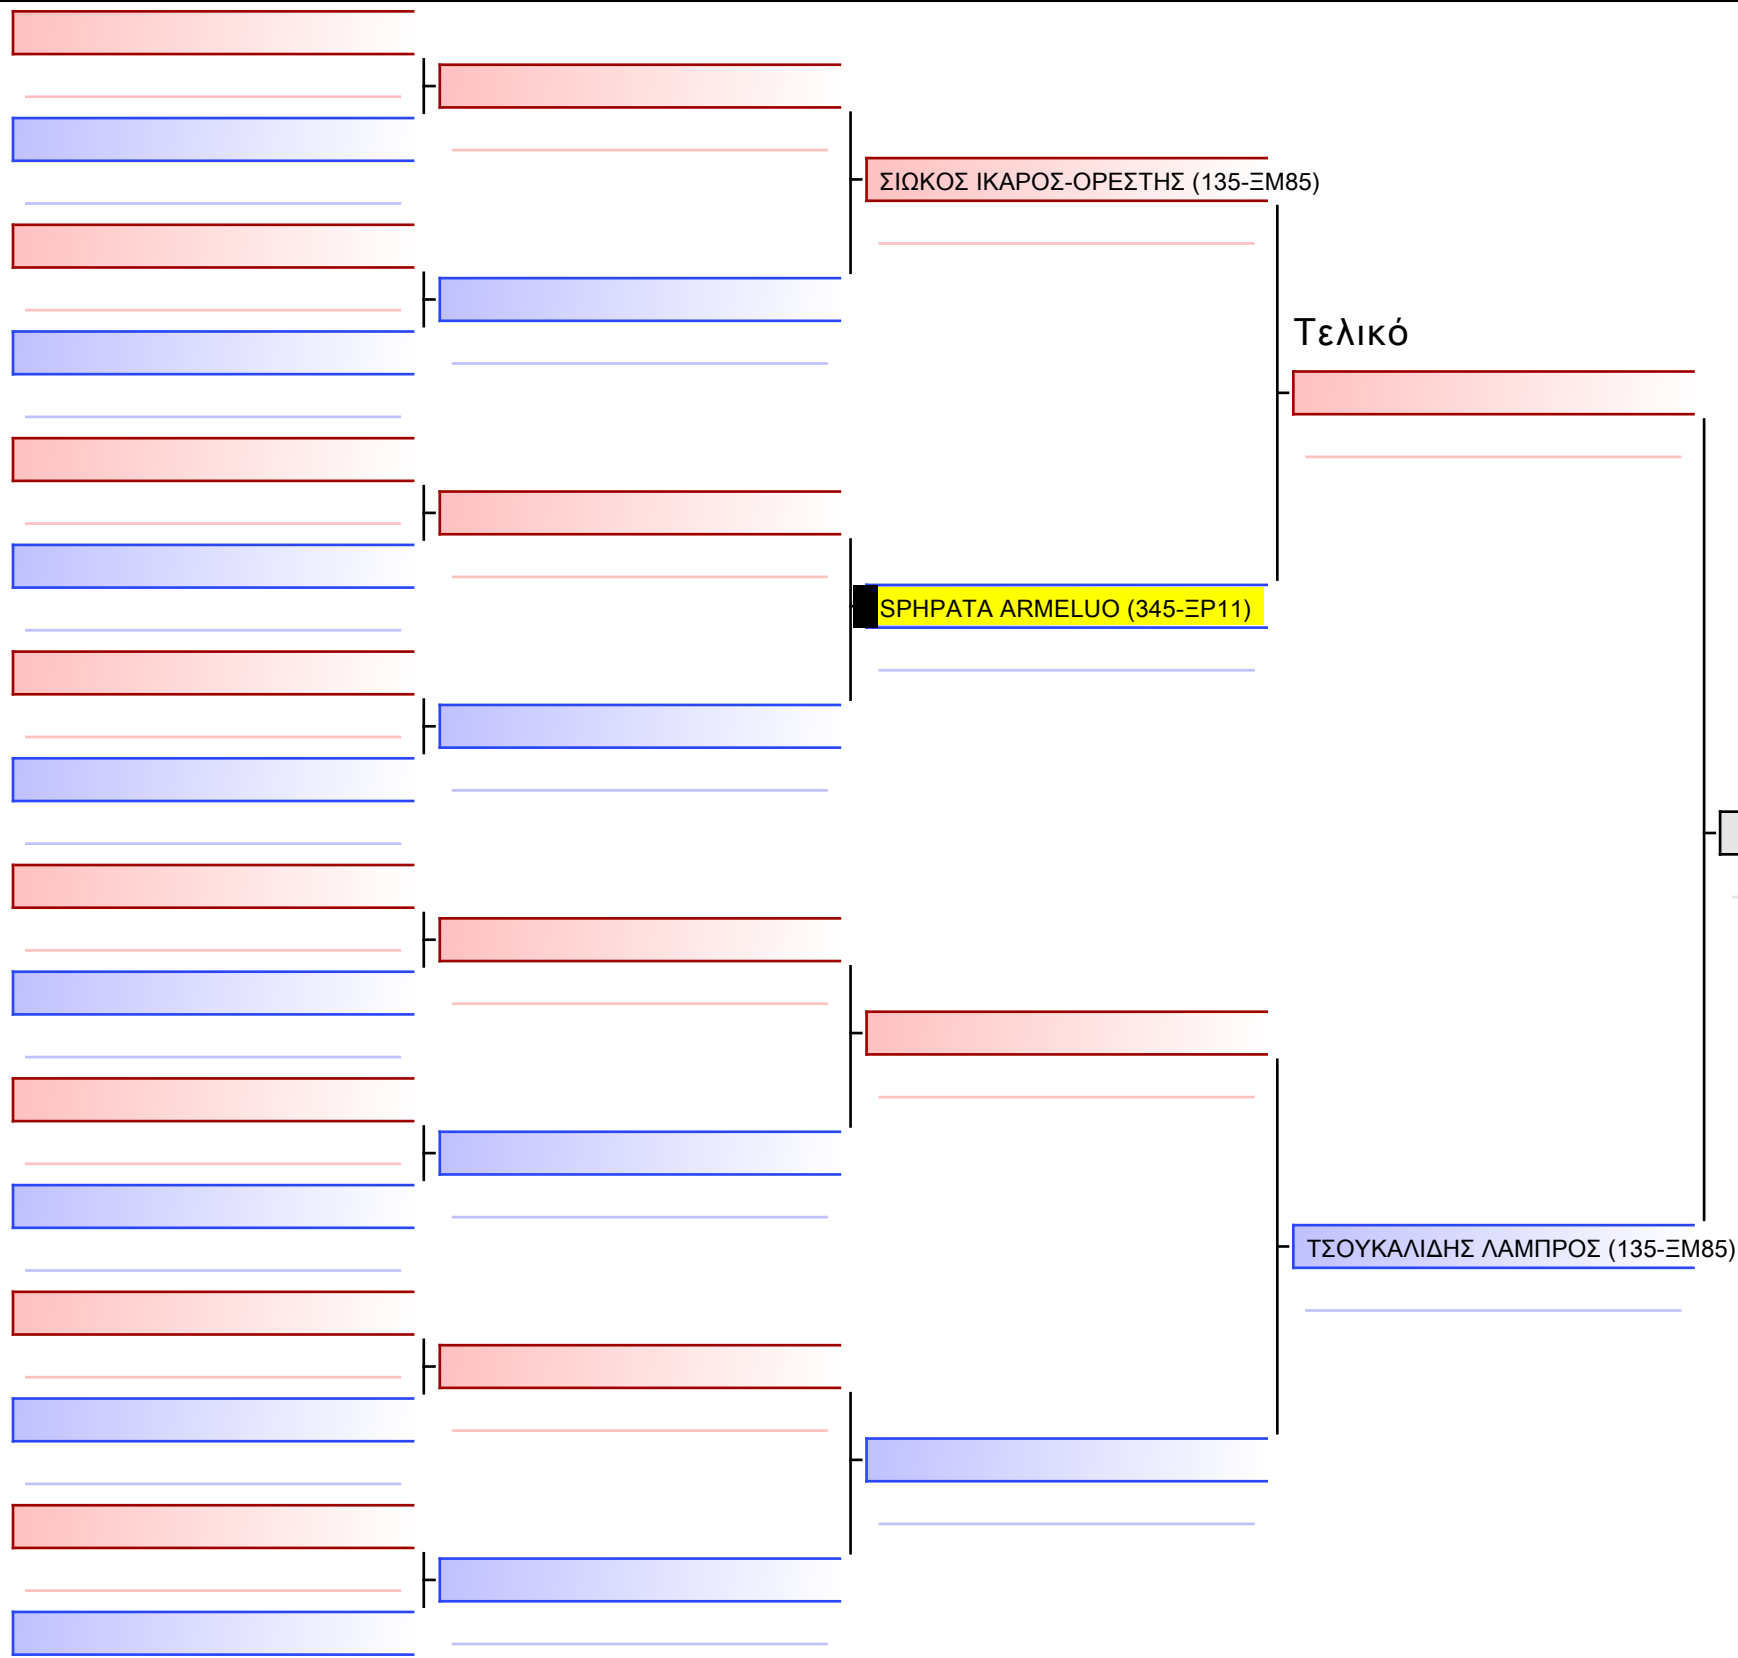 ΣΙΩΚΟΣ ΙΚΑΡΟΣ-ΟΡΕΣΤΗΣ (135-ΞΜ85)
Τελικό
SPHPATA ARMELUO (345-ΞΡ11)
ΤΣΟΥΚΑΛΙΔΗΣ ΛΑΜΠΡΟΣ (135-ΞΜ85)